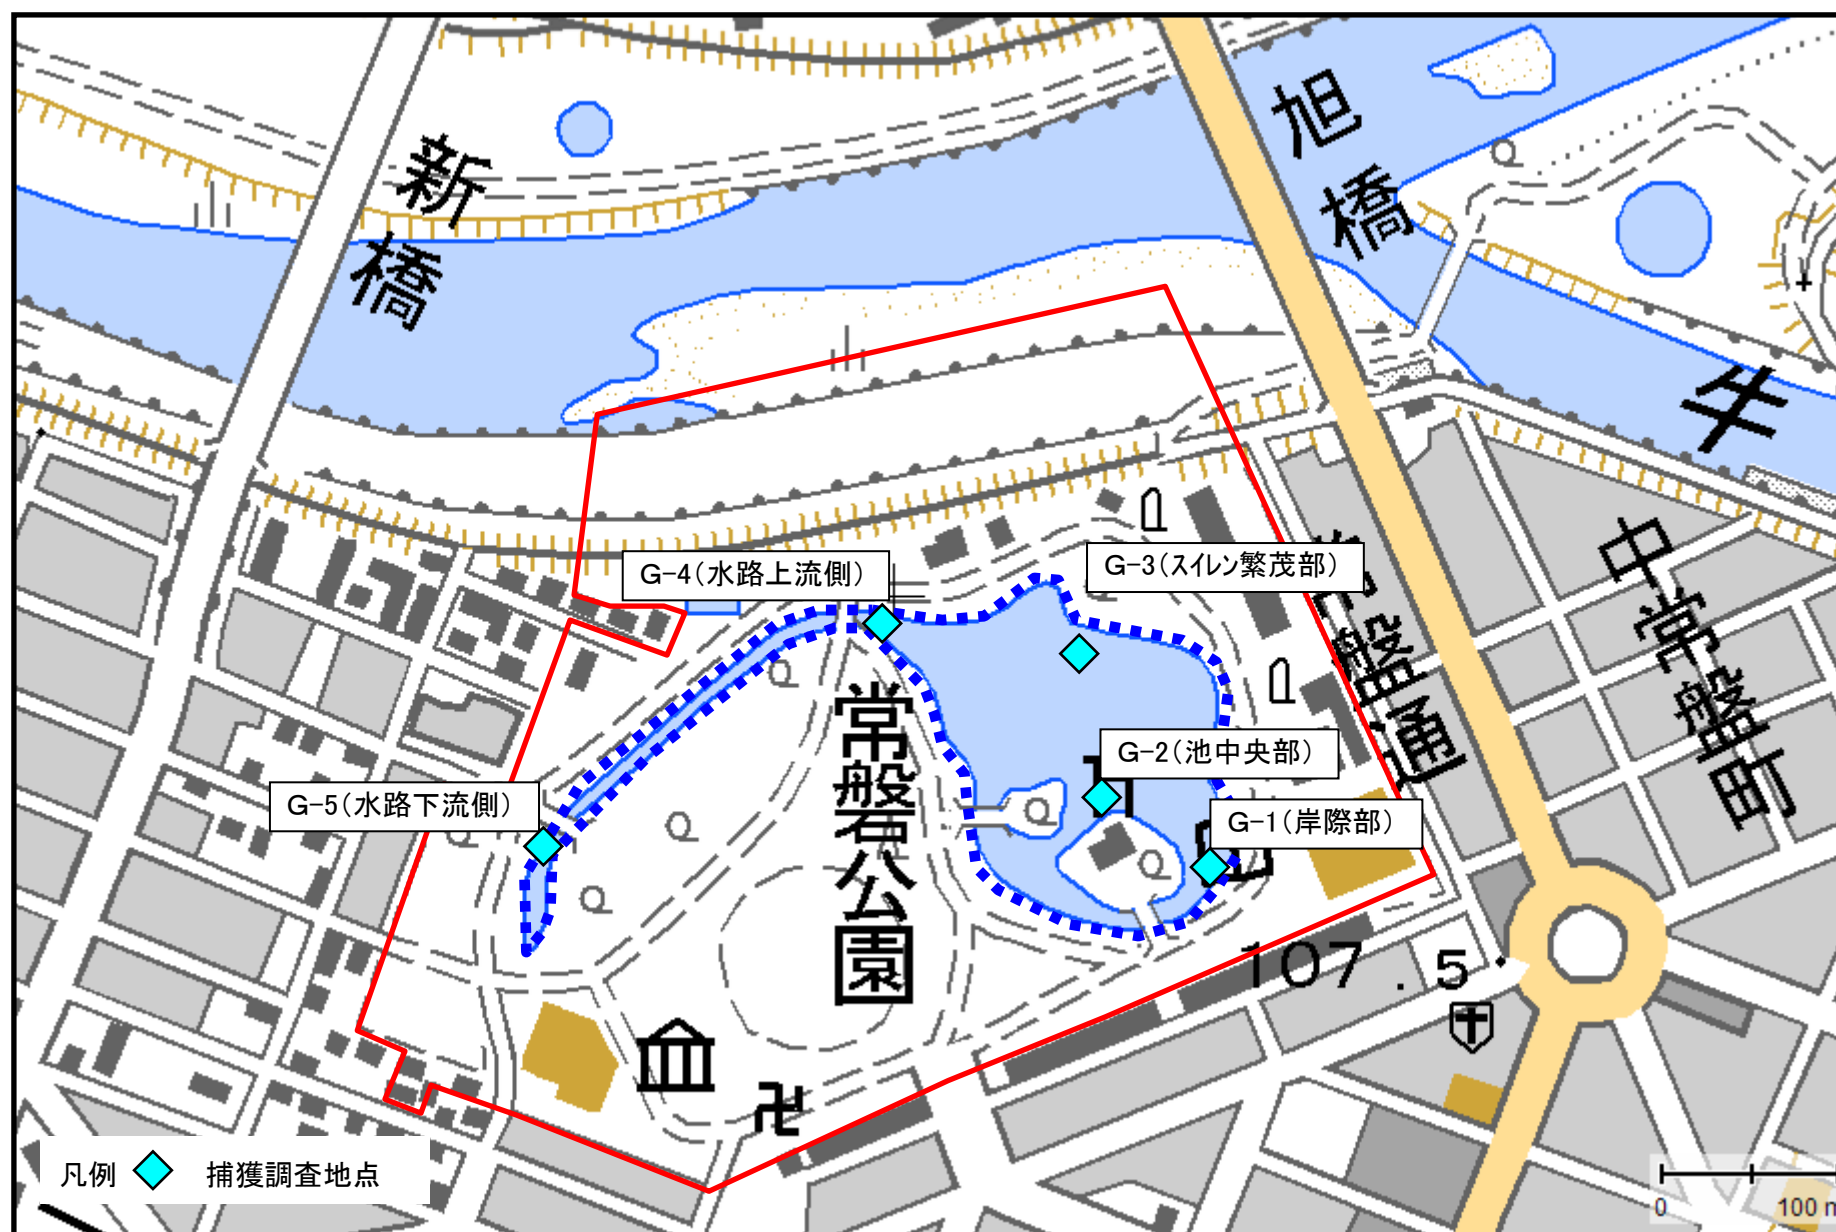 新橋
旭橋
牛
G-4(水路上流側)
G-3(スイレン繁茂部)
常盤通
中常盤町
G-2(池中央部)
G-5(水路下流側)
G-1(岸際部)
常磐公園
107.5
凡例 捕獲調査地点
0 100 m